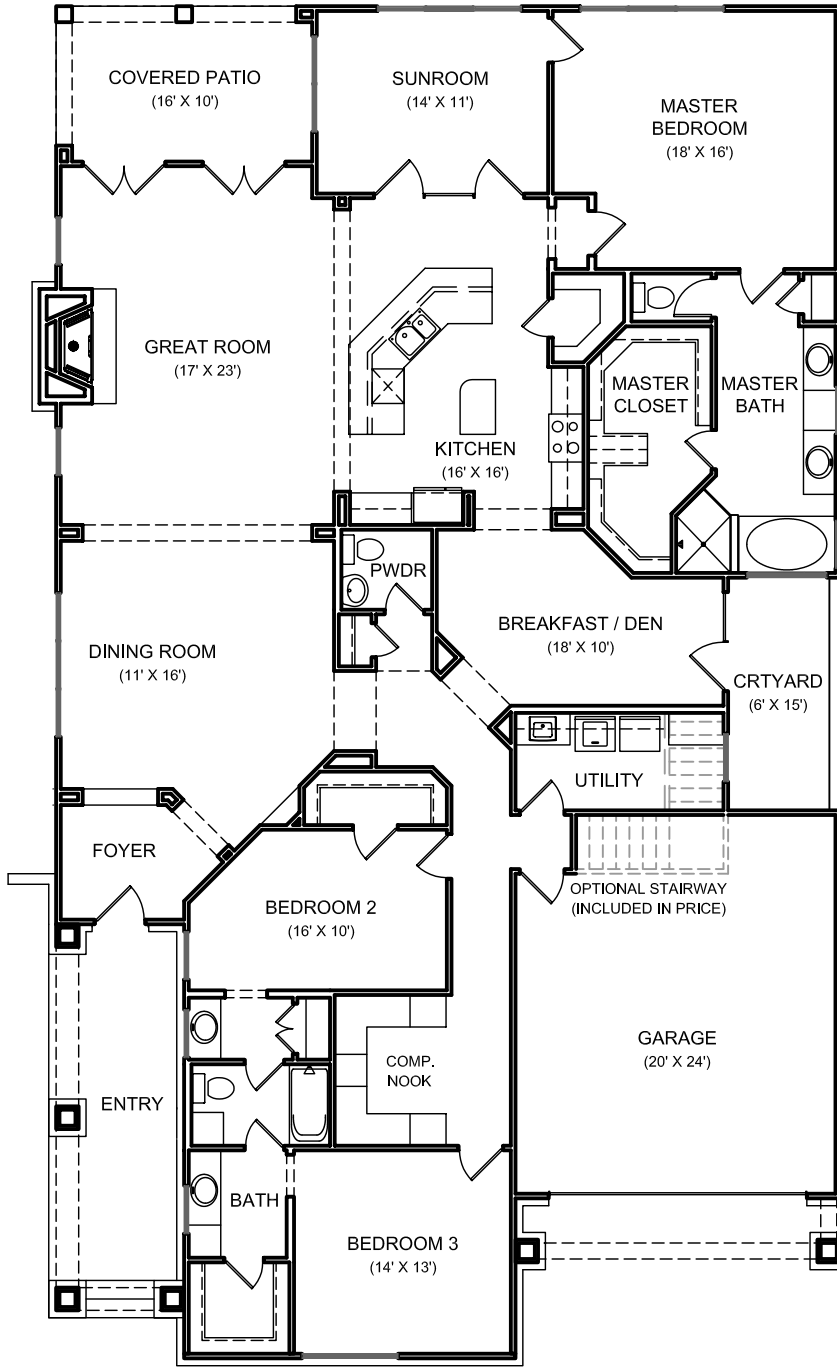 COVERED PATIO
(16' X 10')
SUNROOM
(14' X 11')
MASTER
BEDROOM
(18' X 16')
GREAT ROOM
(17' X 23')
KITCHEN
(16' X 16')
MASTER
CLOSET
MASTER
BATH
PWDR
DINING ROOM
(11' X 16')
BREAKFAST / DEN
(18' X 10')
CRTYARD
(6' X 15')
UTILITY
FOYER
OPTIONAL STAIRWAY
(INCLUDED IN PRICE)
BEDROOM 2
(16' X 10')
GARAGE
(20' X 24')
COMP.
NOOK
ENTRY
BATH
BEDROOM 3
(14' X 13')